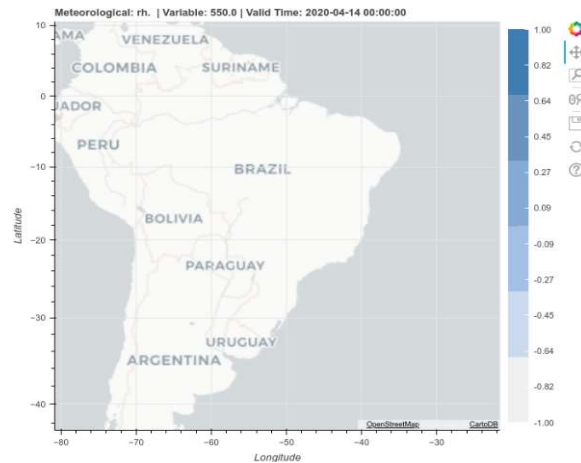 Meteorological: rh. | Variable: 550.0 | Valid Time: 2020-04-14 00:00:00
AMA
VENEZUELA
COLOMBIA
SURINAME
UADOR
PERU
BRAZIL
BOLIVIA
PARAGUAY
URUGUAY
ARGENTINA
OpenStreetMap CartoDB
Latitude
10
0
−10
−20
−30
−40
−80 −70 −60 −50 −40 −30
Longitude
1.00
0.82
0.64
0.45
0.27
0.09
-0.09
-0.27
-0.45
-0.64
-0.82
-1.00